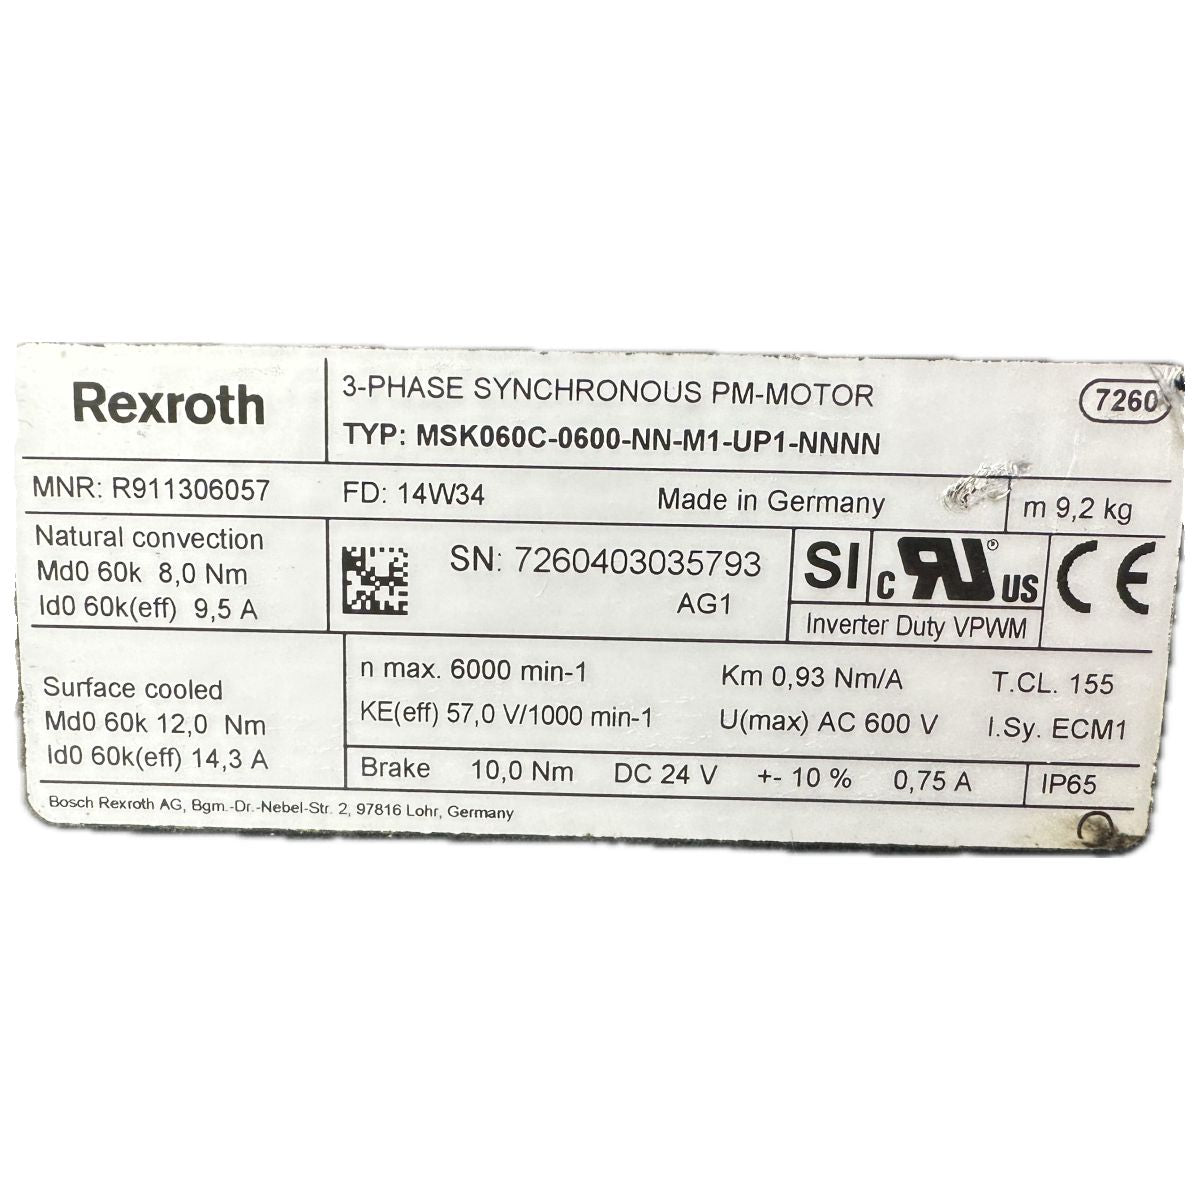 Rexroth
3-PHASE SYNCHRONOUS PM-MOTOR
7260
TYP: MSK060C-0600-NN-M1-UP1-NNNN
MNR: R911306057
FD: 14W34
Made in Germany
m 9,2 kg
Natural convection
Md0 60k 8,0 Nm
Id0 60k(eff) 9,5 A
SN: 7260403035793
AG1
SI
c RU ® US
Inverter Duty VPWM
CE
Surface cooled
Md0 60k 12,0 Nm
Id0 60k(eff) 14,3 A
n max. 6000 min-1
Km 0,93 Nm/A
T.CL. 155
KE(eff) 57,0 V/1000 min-1
U(max) AC 600 V
I.Sy. ECM1
Brake 10,0 Nm DC 24 V +- 10 % 0,75 A
IP65
Bosch Rexroth AG, Bgm.-Dr.-Nebel-Str. 2, 97816 Lohr, Germany